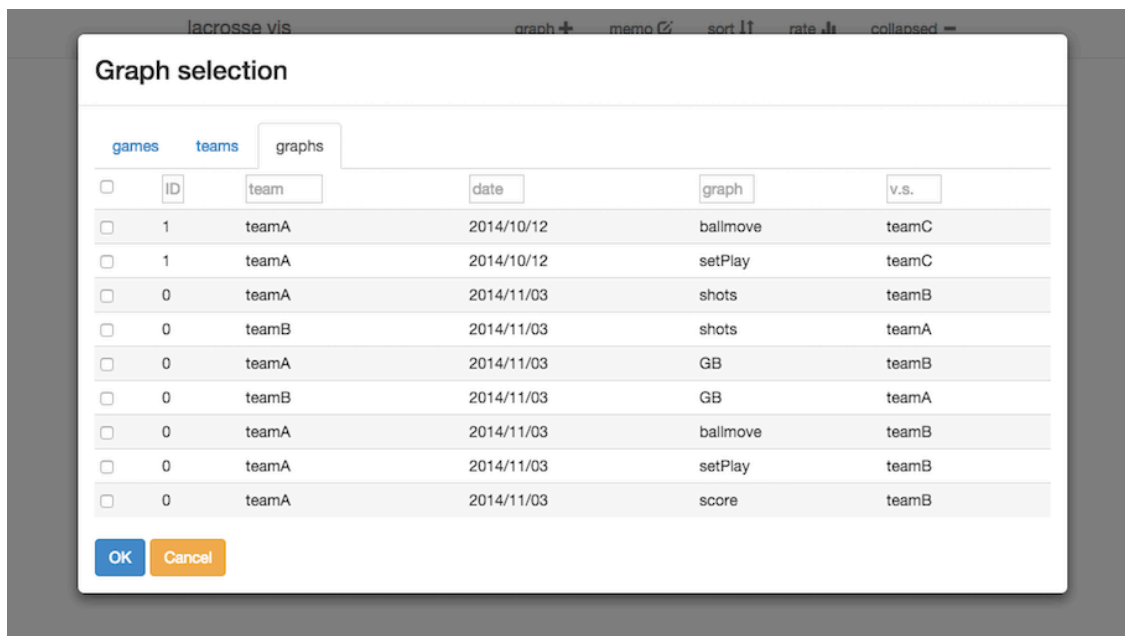 lacrosse vis graph memo sort rate collapsed
Graph selection
games teams graphs
ID team date graph v.s.
1 teamA 2014/10/12 ballmove teamC
1 teamA 2014/10/12 setPlay teamC
0 teamA 2014/11/03 shots teamB
0 teamB 2014/11/03 shots teamA
0 teamA 2014/11/03 GB teamB
0 teamB 2014/11/03 GB teamA
0 teamA 2014/11/03 ballmove teamB
0 teamA 2014/11/03 setPlay teamB
0 teamA 2014/11/03 score teamB
OK Cancel